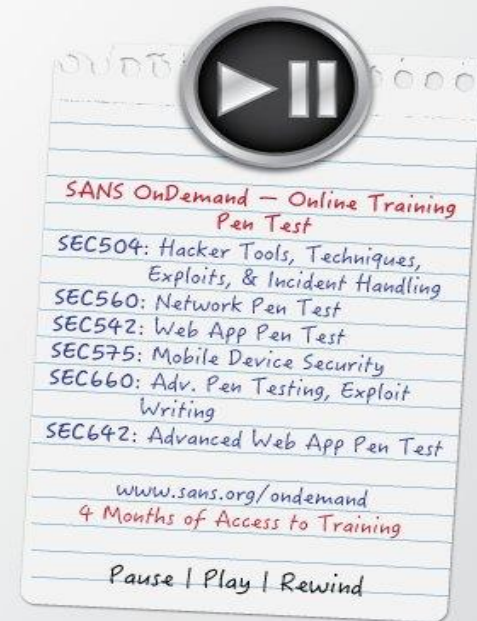 SANS OnDemand – Online Training
Pen Test
SEC504: Hacker Tools, Techniques,
Exploits, & Incident Handling
SEC560: Network Pen Test
SEC542: Web App Pen Test
SEC575: Mobile Device Security
SEC660: Adv. Pen Testing, Exploit
Writing
SEC642: Advanced Web App Pen Test
www.sans.org/ondemand
4 Months of Access to Training
Pause | Play | Rewind